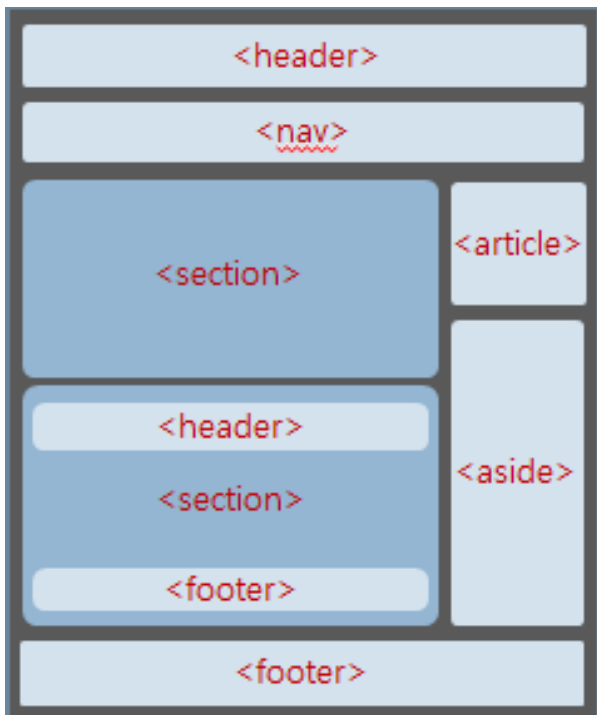 <header>
<nav>
<section>
<article>
<header>
<section>
<footer>
<aside>
<footer>